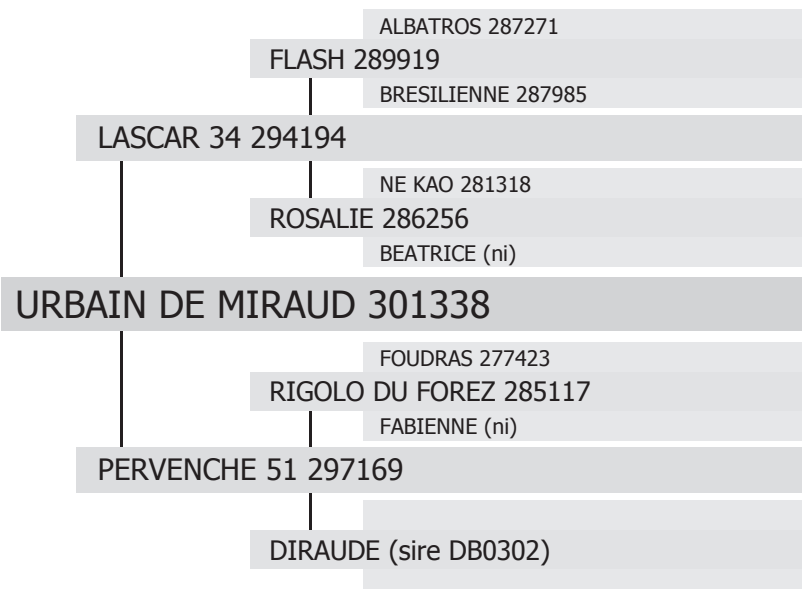 ALBATROS 287271
FLASH 289919
BRESILIENNE 287985
LASCAR 34 294194
NE KAO 281318
ROSALIE 286256
BEATRICE (ni)
URBAIN DE MIRAUD 301338
FOUDRAS 277423
RIGOLO DU FOREZ 285117
FABIENNE (ni)
PERVENCHE 51 297169
DIRAUDE (sire DB0302)